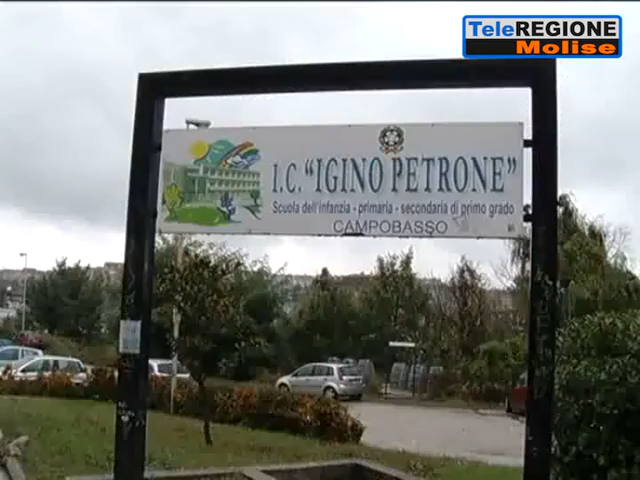 TeleREGIONE
Molise
I.C. "IGINO PETRONE"
Scuola dell'infanzia - primaria - secondaria di primo grado
CAMPOBASSO